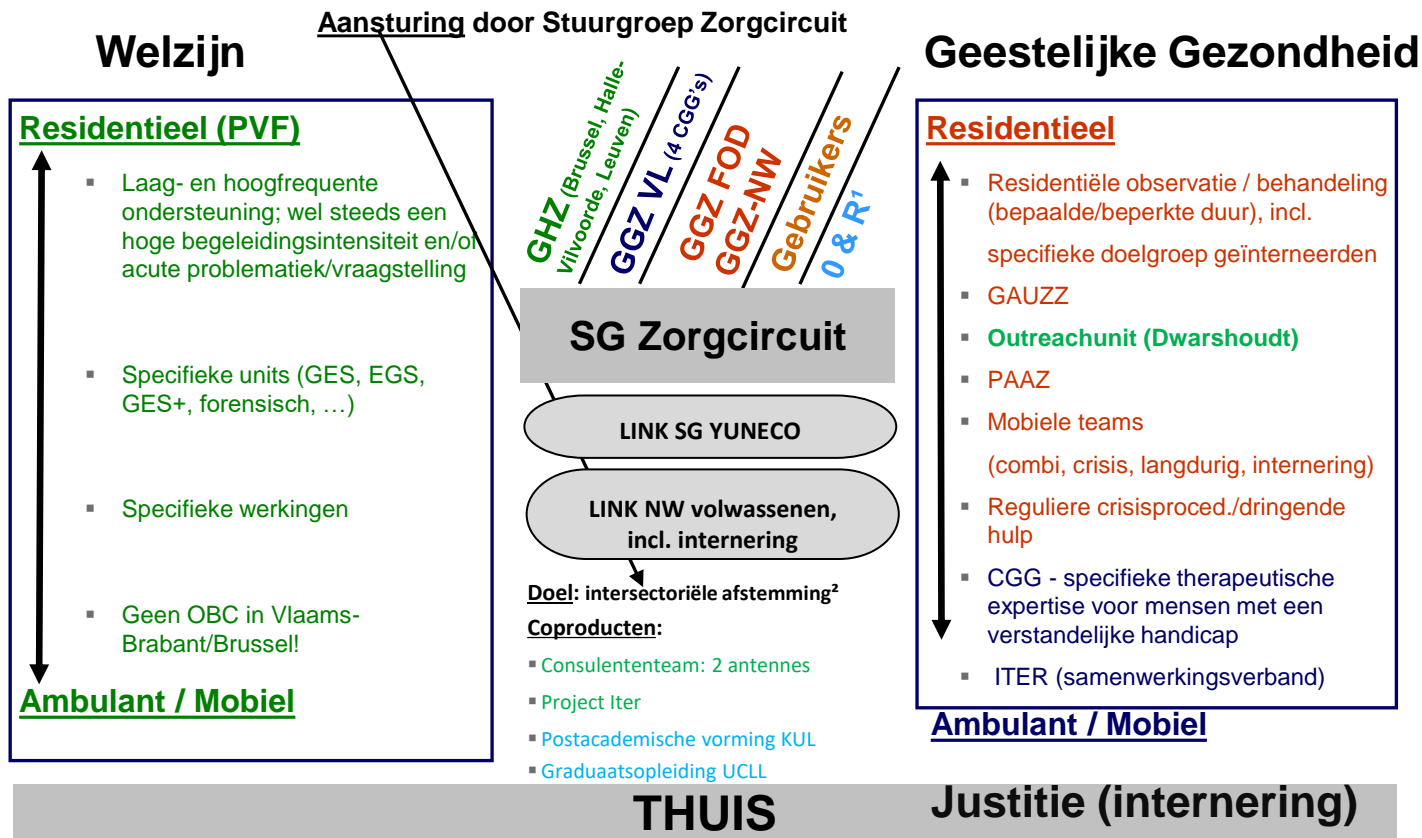 Aansturing door Stuurgroep Zorgcircuit
Welzijn
Geestelijke Gezondheid
Residentieel (PVF)
▪ Laag- en hoogfrequente
ondersteuning; wel steeds een
hoge begeleidingsintensiteit en/of
acute problematiek/vraagstelling
▪ Specifieke units (GES, EGS,
GES+, forensisch, …)
▪ Specifieke werkingen
▪ Geen OBC in Vlaams-
Brabant/Brussel!
Ambulant / Mobiel
GHZ (Brussel, Halle-
Vilvoorde, Leuven)
GGZ VL (4 CGG's)
GGZ FOD
GGZ-NW
Gebruikers
0 & R¹
SG Zorgcircuit
LINK SG YUNECO
LINK NW volwassenen,
incl. internering
Doel: intersectoriële afstemming²
Coproducten:
▪ Consulententeam: 2 antennes
▪ Project Iter
▪ Postacademische vorming KUL
▪ Graduaatsopleiding UCLL
Residentieel
▪ Residentiële observatie / behandeling
(bepaalde/beperkte duur), incl.
specifieke doelgroep geïnterneerden
▪ GAUZZ
▪ Outreachunit (Dwarshoudt)
▪ PAAZ
▪ Mobiele teams
(combi, crisis, langdurig, internering)
▪ Reguliere crisisproced./dringende
hulp
▪ CGG - specifieke therapeutische
expertise voor mensen met een
verstandelijke handicap
▪ ITER (samenwerkingsverband)
Ambulant / Mobiel
THUIS
Justitie (internering)